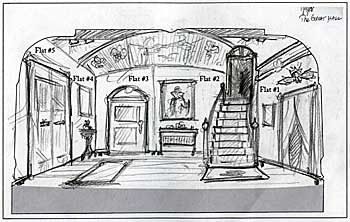 The Great Hall
Flat #5
Flat #4
Flat #3
Flat #2
Flat #1